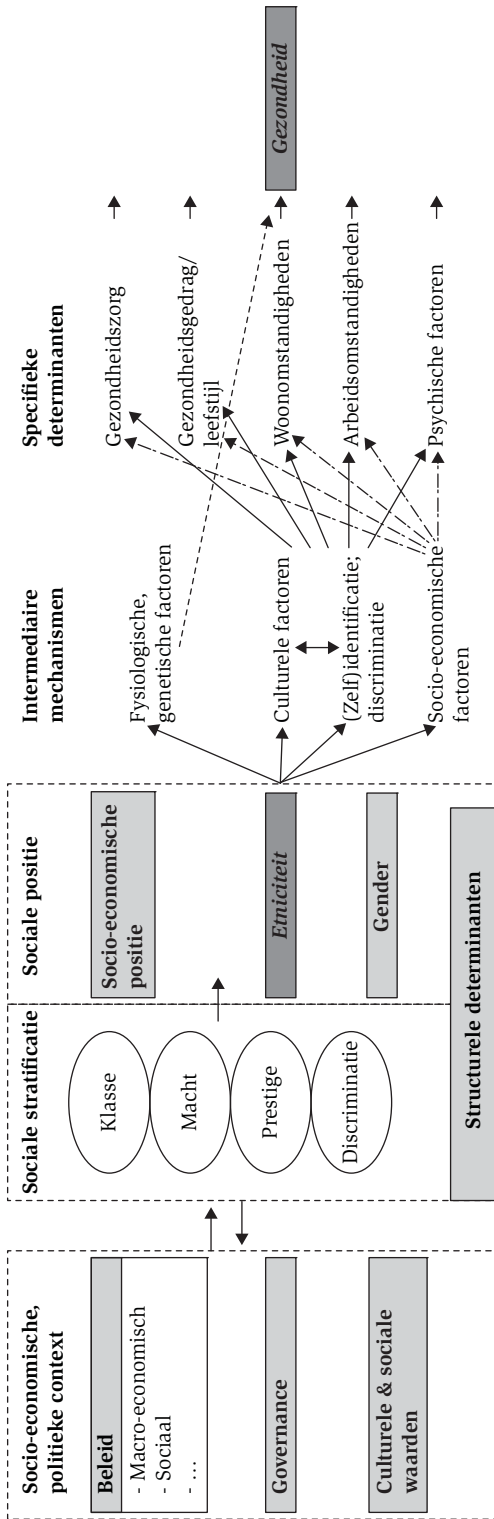 Socio-economische,
politieke context
Beleid
- Macro-economisch
- Sociaal
- ...
Governance
Culturele & sociale
waarden
Sociale stratificatie
Klasse
Macht
Prestige
Discriminatie
Sociale positie
Socio-economische
positie
Etniciteit
Gender
Structurele determinanten
Intermediaire
mechanismen
Fysiologische,
genetische factoren
Culturele factoren
(Zelf)identificatie;
discriminatie
Socio-economische
factoren
Specifieke
determinanten
Gezondheidszorg
Gezondheidsgedrag/
leefstijl
Woonomstandigheden
Arbeidsomstandigheden
Psychische factoren
Gezondheid